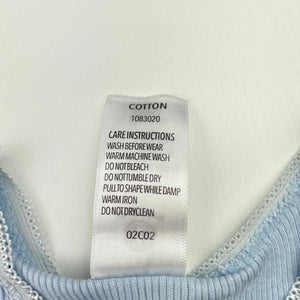 COTTON
1083020
CARE INSTRUCTIONS
WASH BEFORE WEAR
WARM MACHINE WASH
DO NOT BLEACH
DO NOT TUMBLE DRY
PULL TO SHAPE WHILE DAMP
WARM IRON
DO NOT DRYCLEAN
02C02